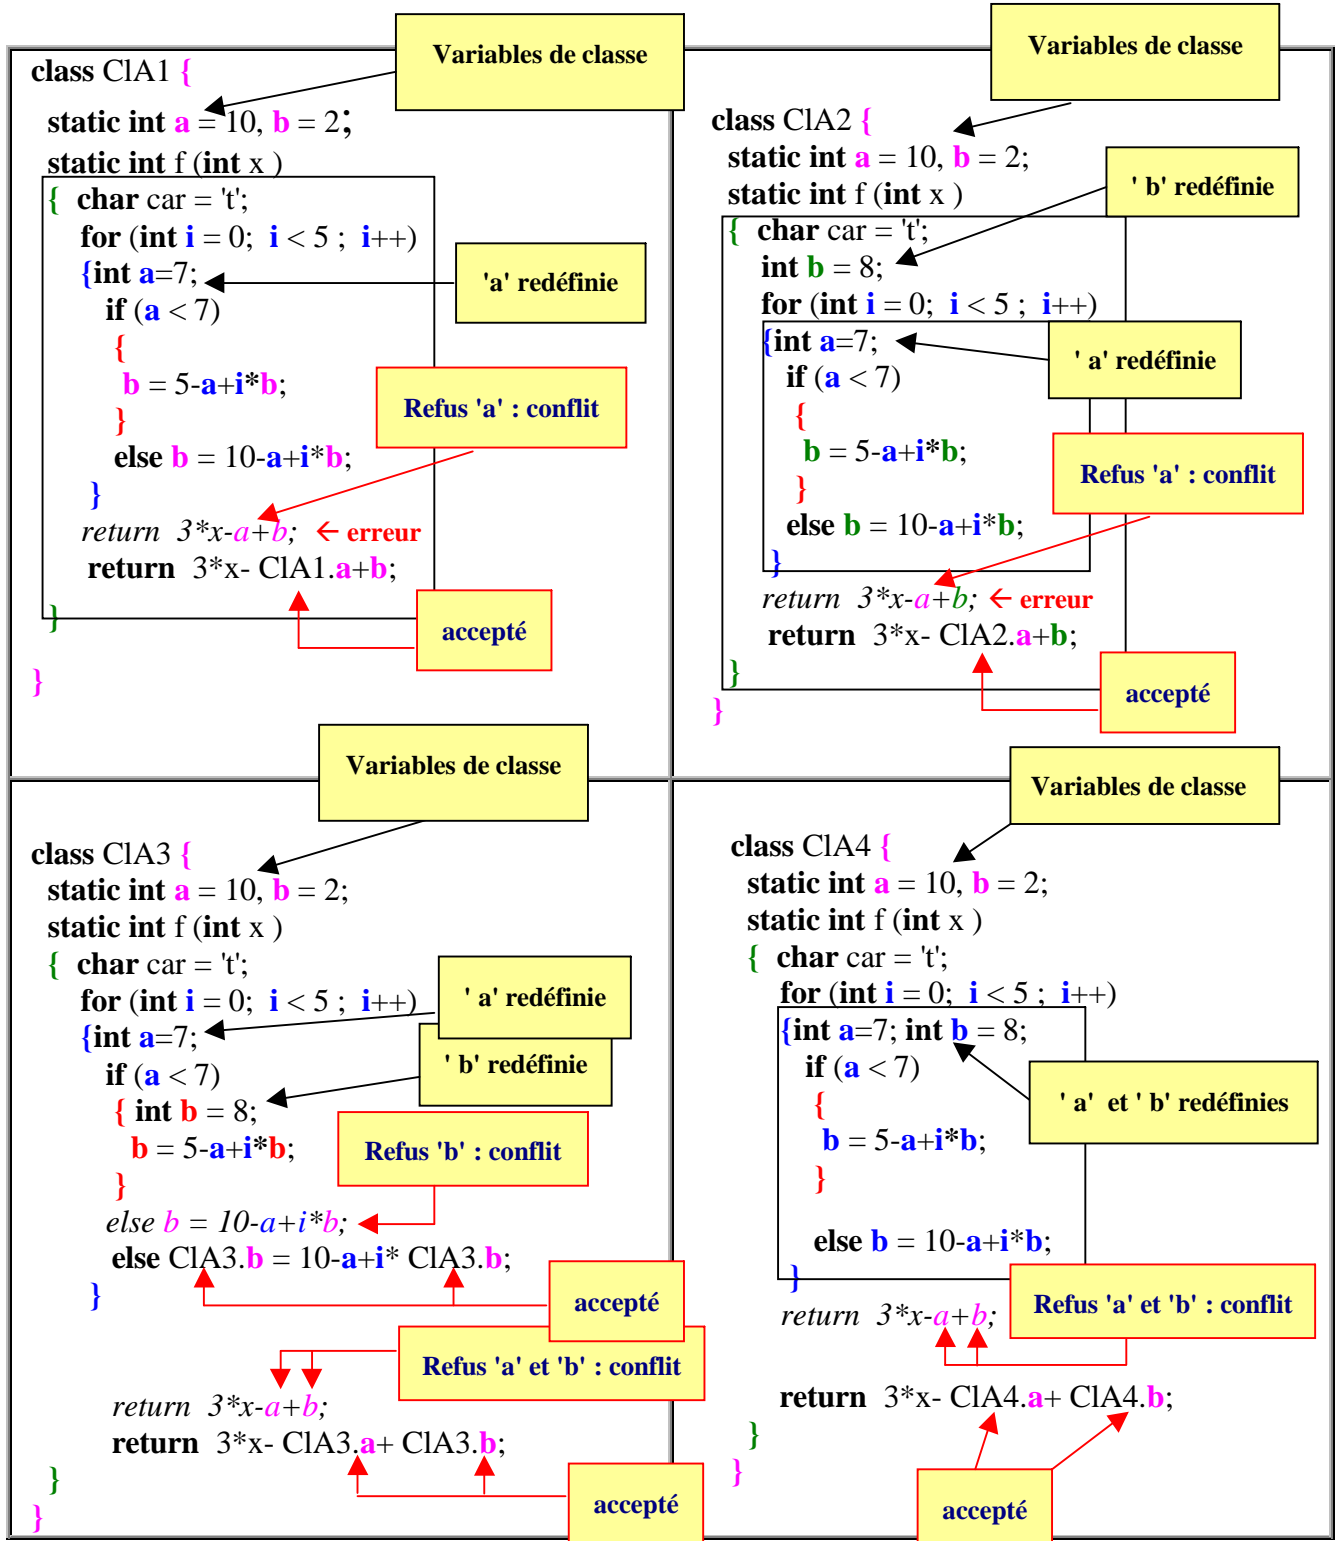 Variables de classe
class ClA1 {
static int a = 10, b = 2;
static int f (int x )
{ char car = 't';
for (int i = 0; i < 5 ; i++)
{int a=7;
'a' redéfinie
if (a < 7)
{
b = 5-a+i*b;
Refus 'a' : conflit
}
else b = 10-a+i*b;
}
return 3*x-a+b; ← erreur
return 3*x- ClA1.a+b;
}
accepté
}
Variables de classe
class ClA2 {
static int a = 10, b = 2;
' b' redéfinie
static int f (int x )
{ char car = 't';
int b = 8;
for (int i = 0; i < 5 ; i++)
{int a=7;
' a' redéfinie
if (a < 7)
{
b = 5-a+i*b;
Refus 'a' : conflit
}
else b = 10-a+i*b;
}
return 3*x-a+b; ← erreur
return 3*x- ClA2.a+b;
}
accepté
}
Variables de classe
class ClA3 {
static int a = 10, b = 2;
static int f (int x )
{ char car = 't';
for (int i = 0; i < 5 ; i++)
' a' redéfinie
{int a=7;
' b' redéfinie
if (a < 7)
{ int b = 8;
b = 5-a+i*b;
Refus 'b' : conflit
}
else b = 10-a+i*b;
else ClA3.b = 10-a+i* ClA3.b;
}
accepté
Refus 'a' et 'b' : conflit
return 3*x-a+b;
return 3*x- ClA3.a+ ClA3.b;
}
accepté
}
Variables de classe
class ClA4 {
static int a = 10, b = 2;
static int f (int x )
{ char car = 't';
for (int i = 0; i < 5 ; i++)
{int a=7; int b = 8;
if (a < 7)
' a' et ' b' redéfinies
{
b = 5-a+i*b;
}
else b = 10-a+i*b;
}
Refus 'a' et 'b' : conflit
return 3*x-a+b;
return 3*x- ClA4.a+ ClA4.b;
}
}
accepté